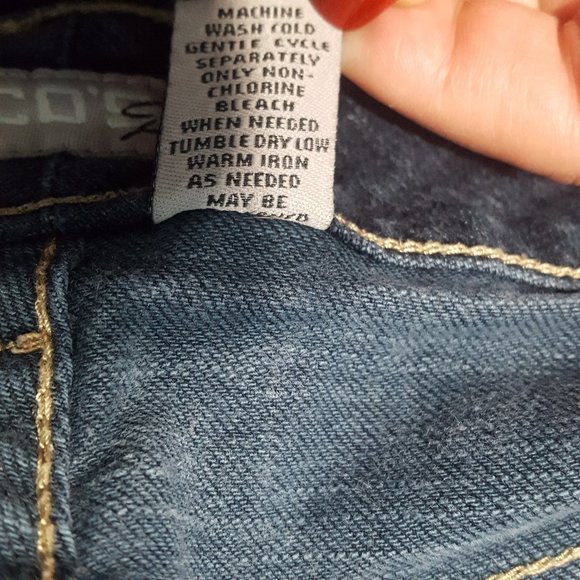 MACHINE
WASH COLD
GENTLE CYCLE
SEPARATELY
ONLY NON-
CHLORINE
BLEACH
WHEN NEEDED
TUMBLE DRY LOW
WARM IRON
AS NEEDED
MAY BE
CO'S